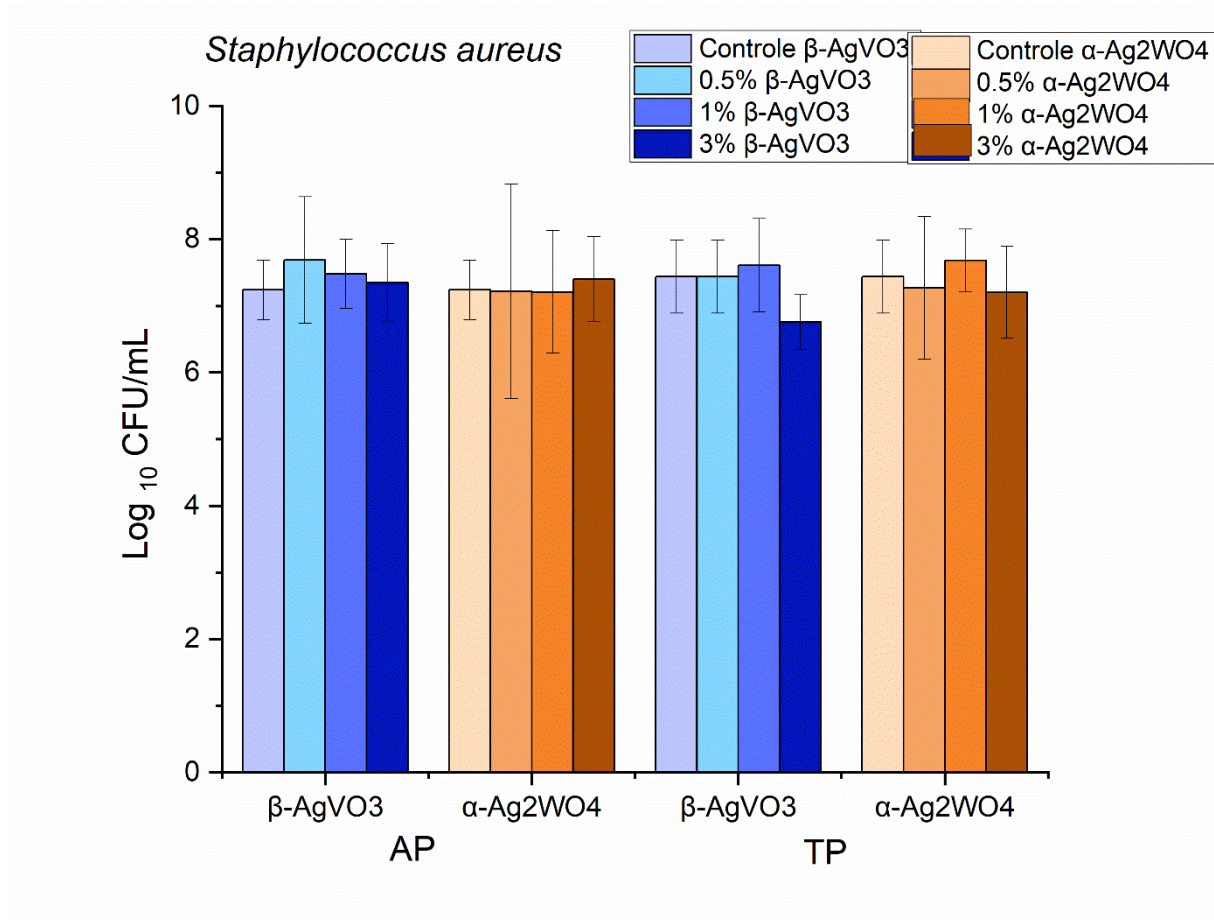 Staphylococcus aureus
Controle β-AgVO3
0.5% β-AgVO3
1% β-AgVO3
3% β-AgVO3
Controle α-Ag2WO4
0.5% α-Ag2WO4
1% α-Ag2WO4
3% α-Ag2WO4
Log 10 CFU/mL
10
8
6
4
2
0
β-AgVO3 α-Ag2WO4 β-AgVO3 α-Ag2WO4
AP TP